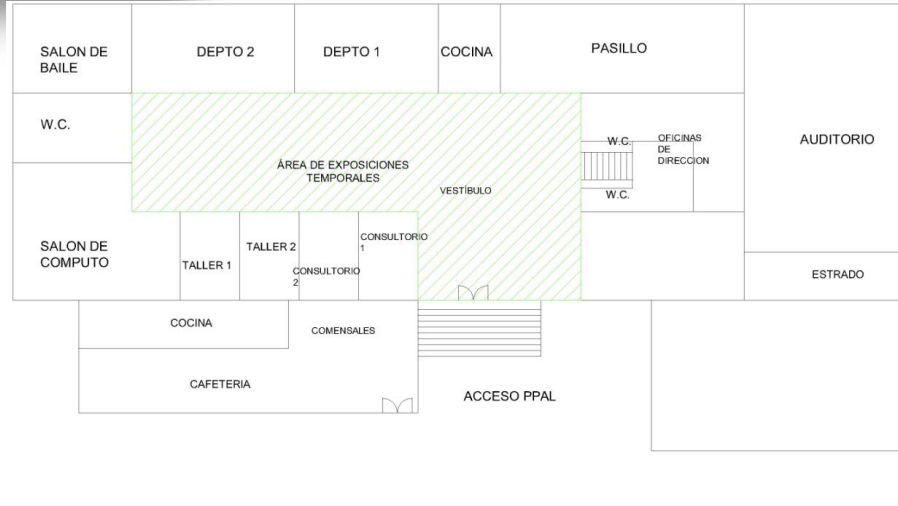 SALON DE
BAILE
DEPTO 2
DEPTO 1
COCINA
PASILLO
W.C.
AUDITORIO
W.C.
OFICINAS
DE
DIRECCION
ÁREA DE EXPOSICIONES
TEMPORALES
VESTÍBULO
W.C.
SALON DE
COMPUTO
TALLER 1
TALLER 2
CONSULTORIO
2
CONSULTORIO
1
ESTRADO
COCINA
COMENSALES
CAFETERIA
ACCESO PPAL